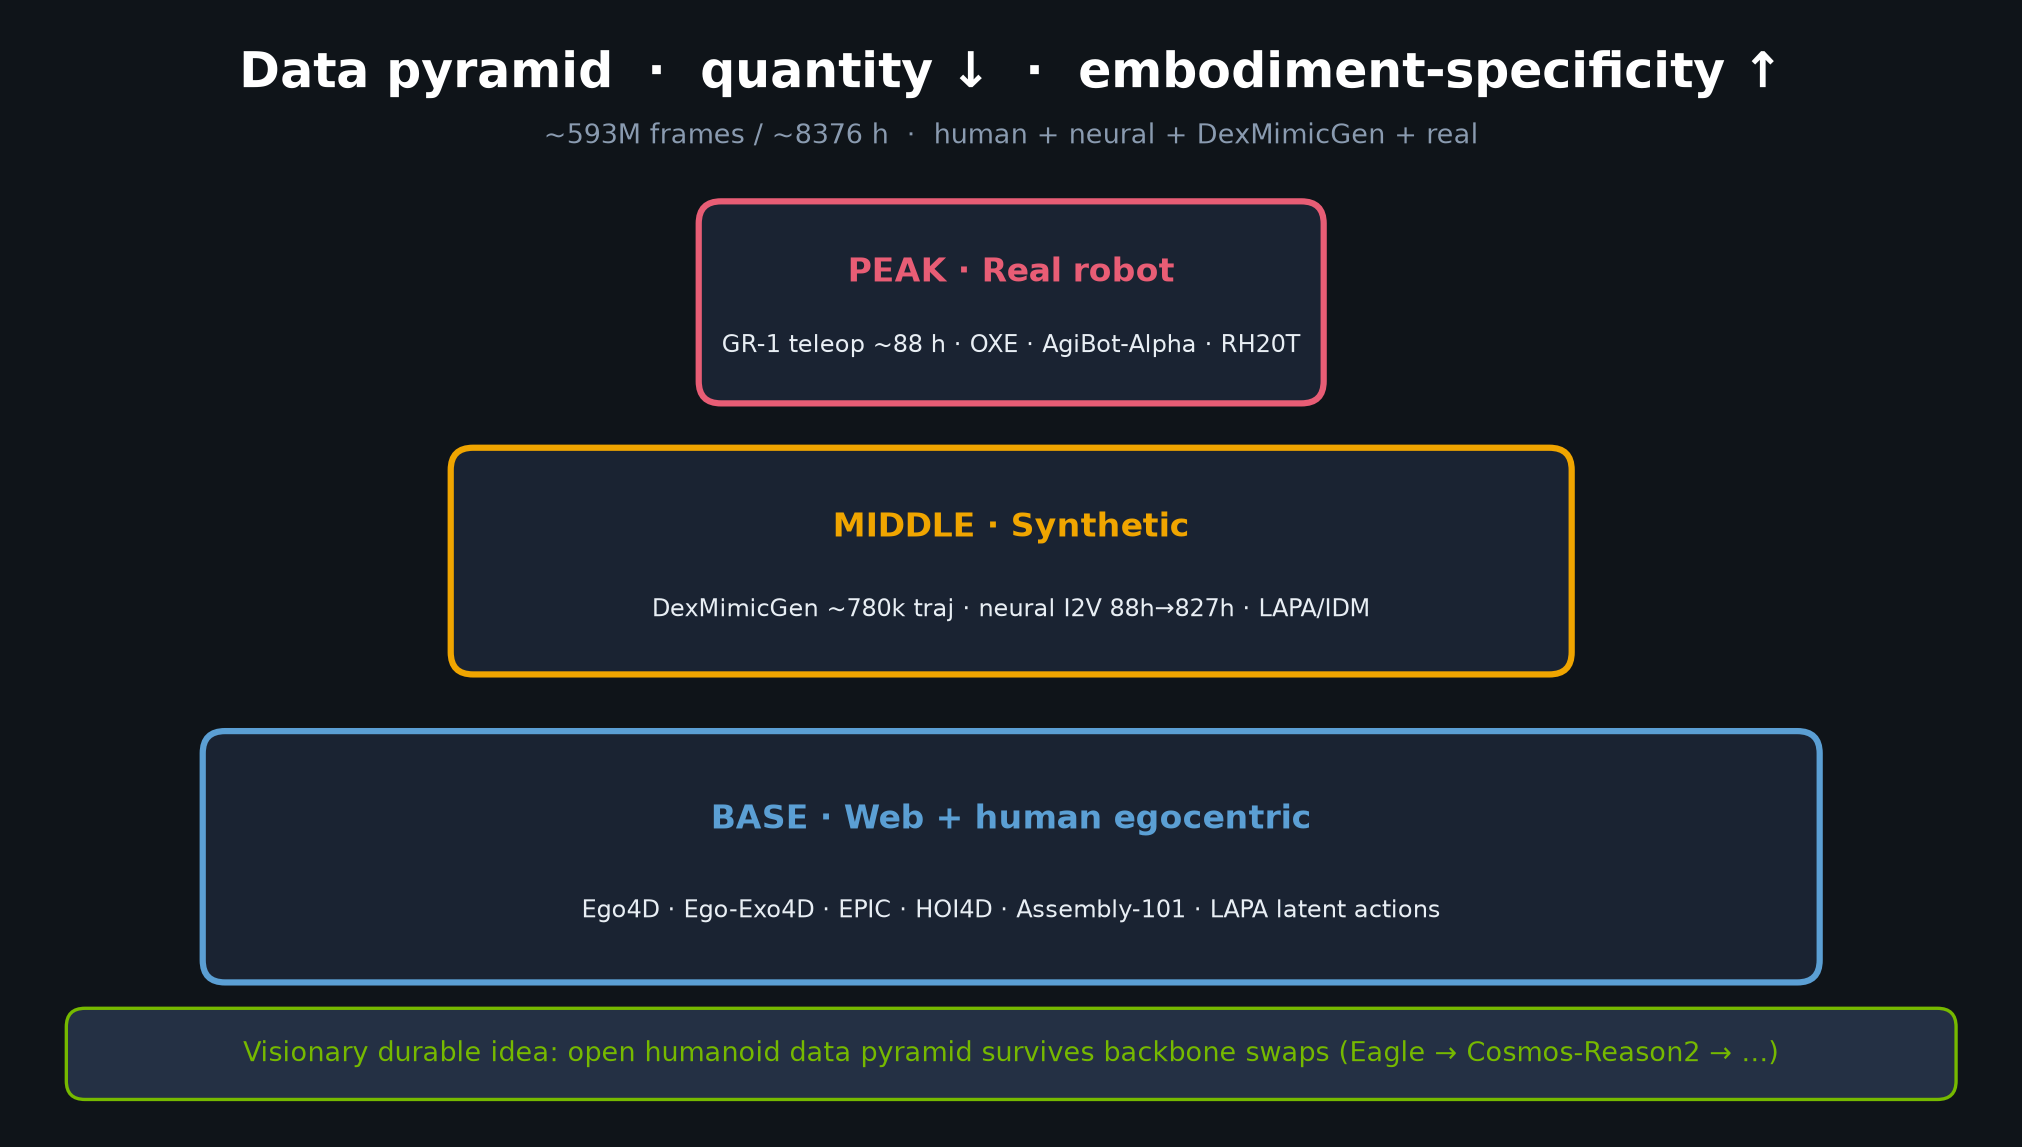 Data pyramid · quantity ↓ · embodiment-specificity ↑
~593M frames / ~8376 h · human + neural + DexMimicGen + real
PEAK · Real robot
GR-1 teleop ~88 h · OXE · AgiBot-Alpha · RH20T
MIDDLE · Synthetic
DexMimicGen ~780k traj · neural I2V 88h→827h · LAPA/IDM
BASE · Web + human egocentric
Ego4D · Ego-Exo4D · EPIC · HOI4D · Assembly-101 · LAPA latent actions
Visionary durable idea: open humanoid data pyramid survives backbone swaps (Eagle → Cosmos-Reason2 → …)